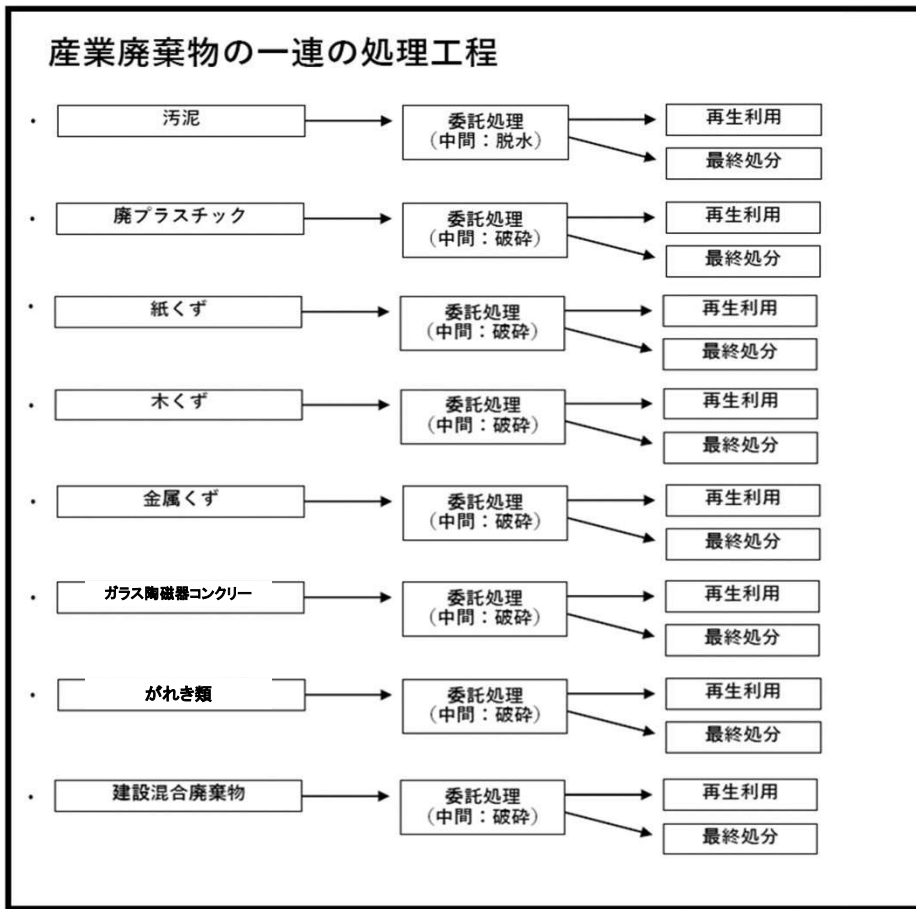 産業廃棄物の一連の処理工程
・ 汚泥
委託処理
(中間：脱水)
再生利用
最終処分
・ 廃プラスチック
委託処理
(中間：破砕)
再生利用
最終処分
・ 紙くず
委託処理
(中間：破砕)
再生利用
最終処分
・ 木くず
委託処理
(中間：破砕)
再生利用
最終処分
・ 金属くず
委託処理
(中間：破砕)
再生利用
最終処分
・ ガラス陶磁器コンクリー
委託処理
(中間：破砕)
再生利用
最終処分
・ がれき類
委託処理
(中間：破砕)
再生利用
最終処分
・ 建設混合廃棄物
委託処理
(中間：破砕)
再生利用
最終処分